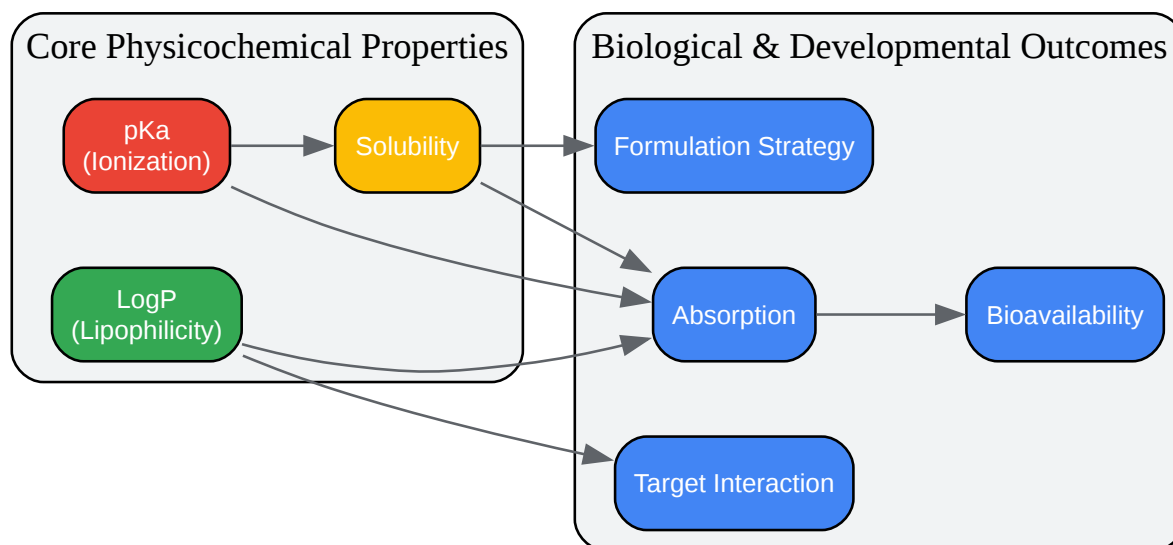 Core Physicochemical Properties
pKa
(Ionization)
Solubility
LogP
(Lipophilicity)
Biological & Developmental Outcomes
Formulation Strategy
Absorption
Bioavailability
Target Interaction